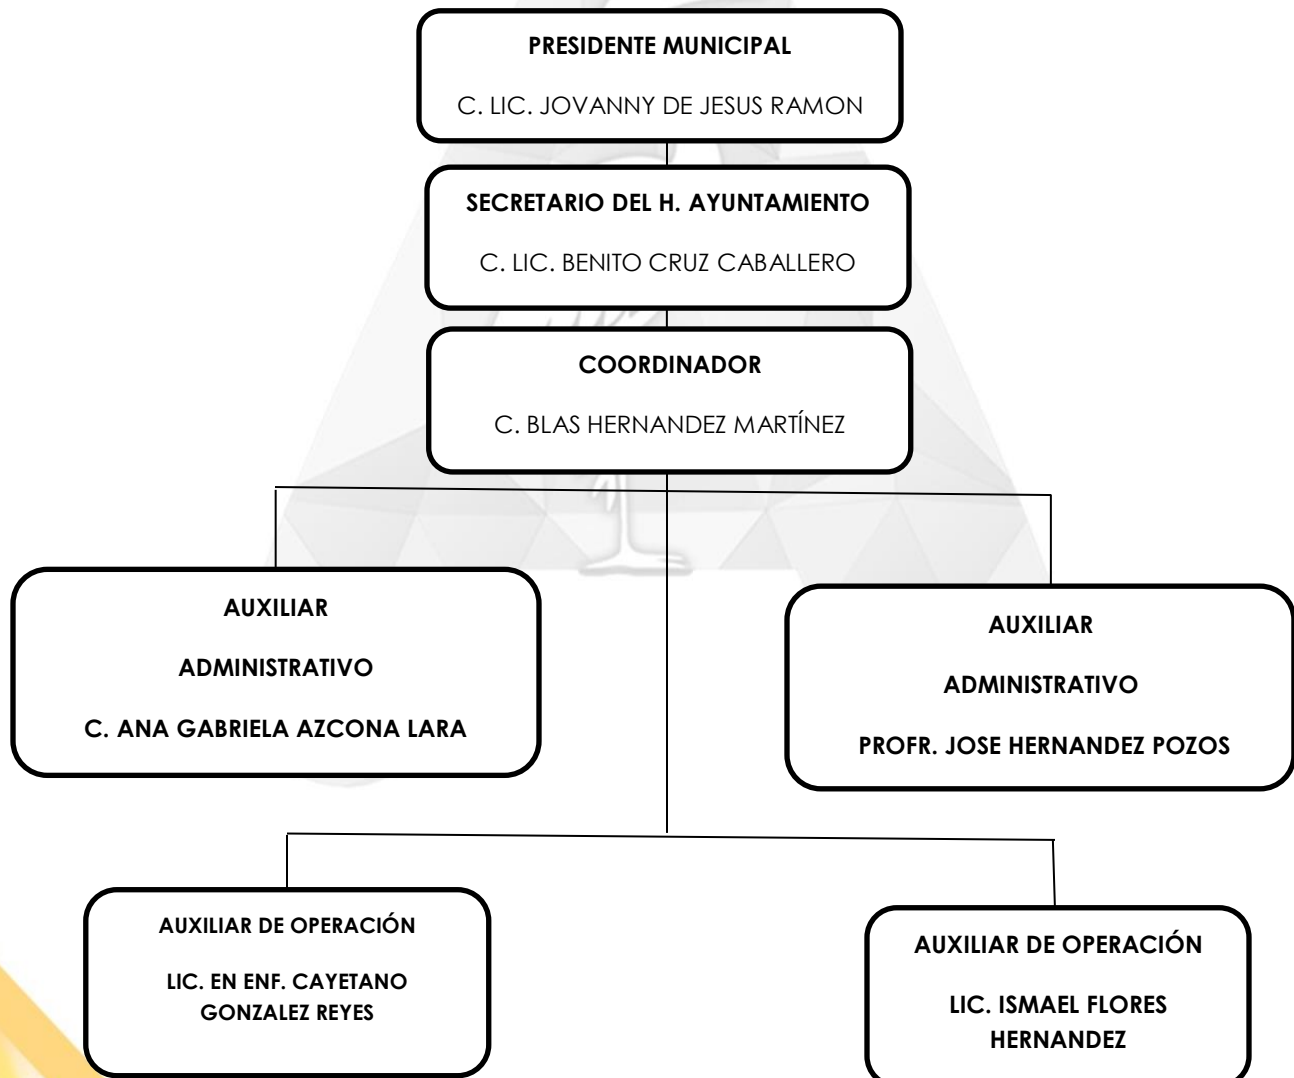 PRESIDENTE MUNICIPAL
C. LIC. JOVANNY DE JESUS RAMON
SECRETARIO DEL H. AYUNTAMIENTO
C. LIC. BENITO CRUZ CABALLERO
COORDINADOR
C. BLAS HERNANDEZ MARTÍNEZ
AUXILIAR
ADMINISTRATIVO
C. ANA GABRIELA AZCONA LARA
AUXILIAR
ADMINISTRATIVO
PROFR. JOSE HERNANDEZ POZOS
AUXILIAR DE OPERACIÓN
LIC. EN ENF. CAYETANO
GONZALEZ REYES
AUXILIAR DE OPERACIÓN
LIC. ISMAEL FLORES
HERNANDEZ